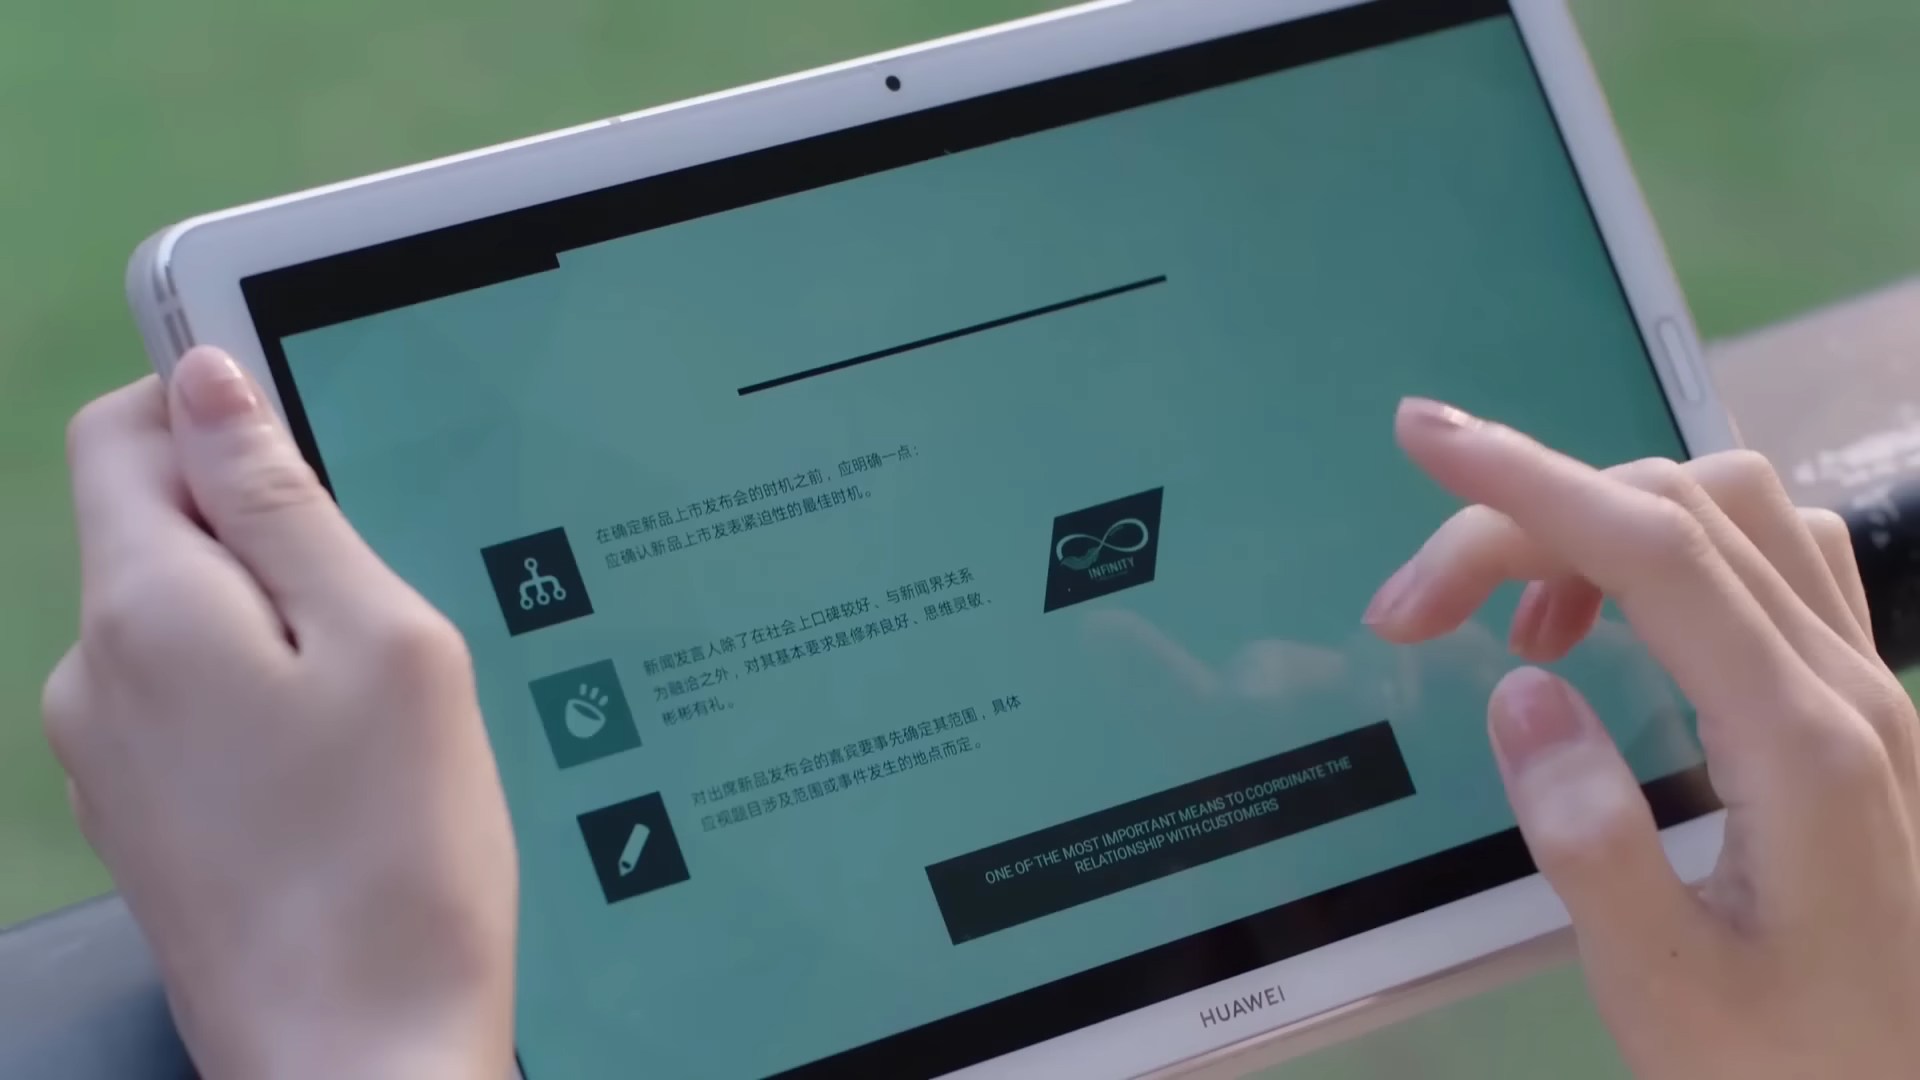 在确定新品上市发布会的时机之前，应明确一点：
应确认新品上市发表紧迫性的最佳时机。
新闻发言人除了在社会上口碑较好、与新闻界关系
为融洽之外，对其基本要求是修养良好、思维灵敏、
彬彬有礼。
对出席新品发布会的嘉宾要事先确定其范围，具体
应视题目涉及范围或事件发生的地点而定。
INFINITY
ONE OF THE MOST IMPORTANT MEANS TO COORDINATE THE
RELATIONSHIP WITH CUSTOMERS
HUAWEI